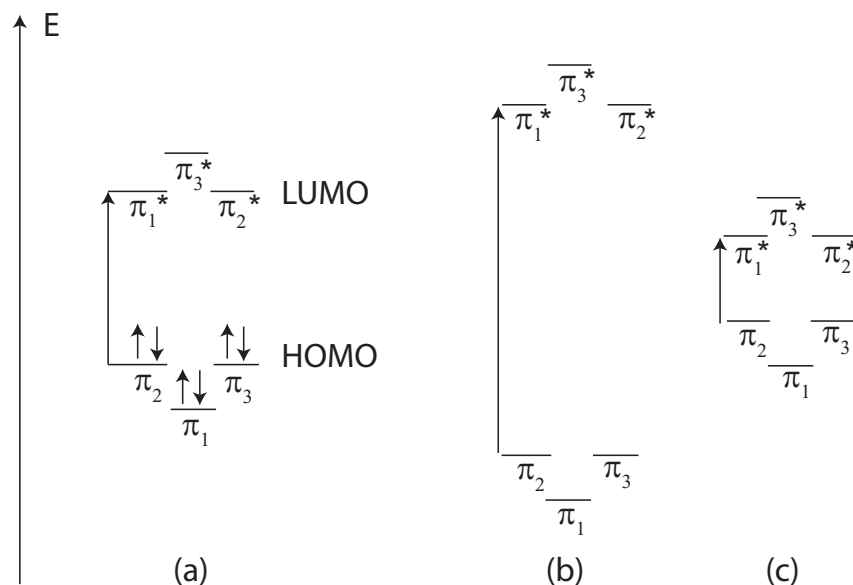 E
π₃*
π₁* π₂* LUMO
π₂ π₃ HOMO
π₁
(a)
π₃*
π₁* π₂*
π₂ π₃
π₁
(b)
π₃*
π₁* π₂*
π₂ π₃
π₁
(c)